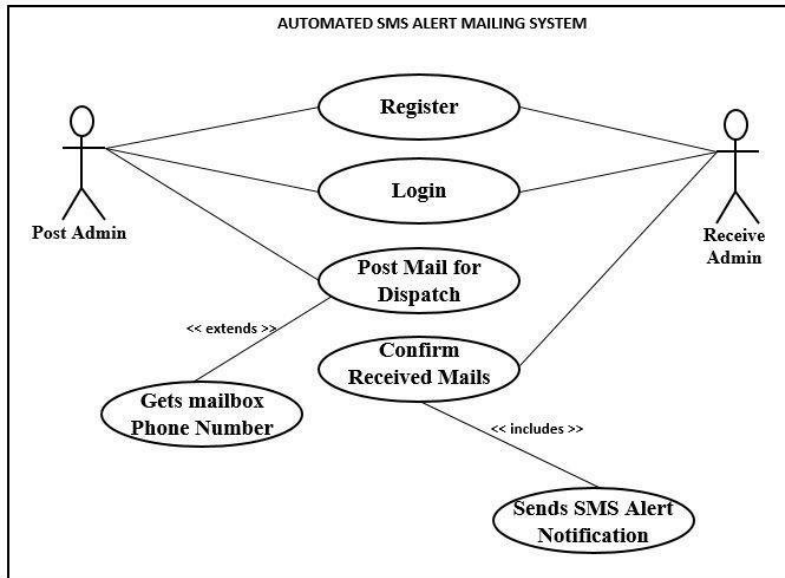 AUTOMATED SMS ALERT MAILING SYSTEM
Register
Login
Post Admin
Receive
Admin
Post Mail for
Dispatch
<< extends >>
Confirm
Received Mails
Gets mailbox
Phone Number
<< includes >>
Sends SMS Alert
Notification